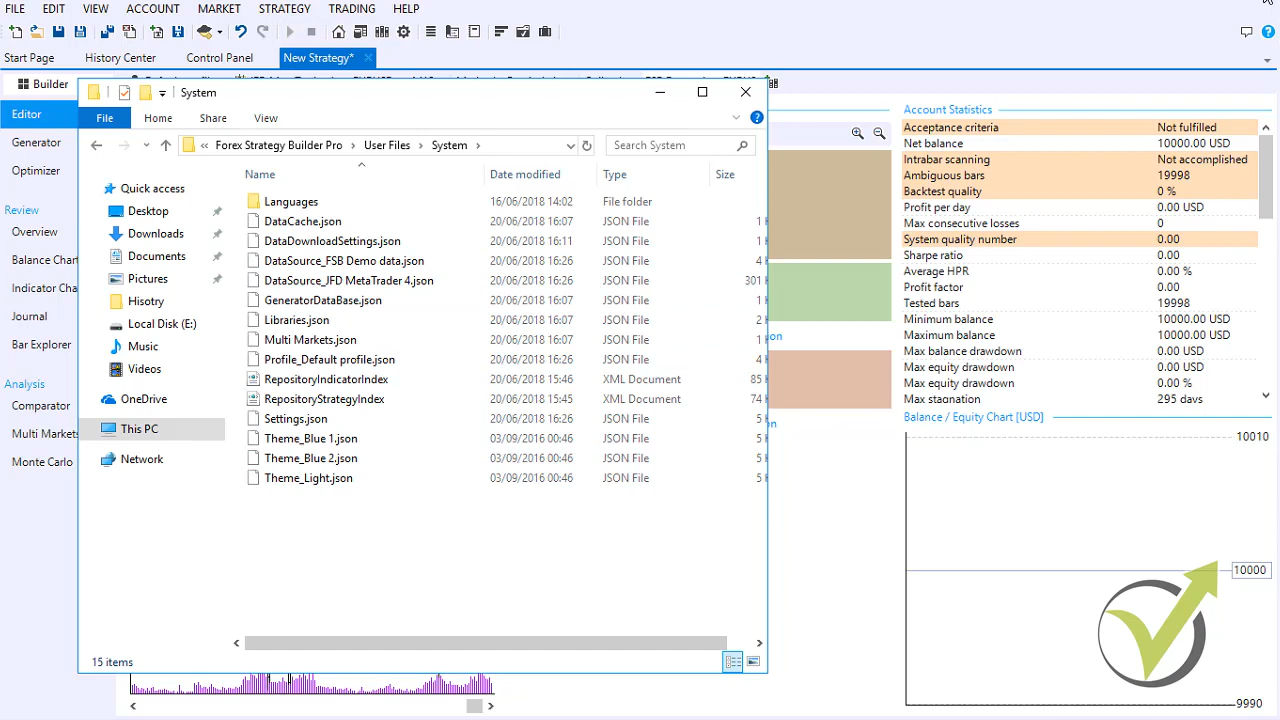 FILE EDIT VIEW ACCOUNT MARKET STRATEGY TRADING HELP
Start Page History Center Control Panel New Strategy*
Builder
Editor
Generator
Optimizer
Review
Overview
Balance Chart
Indicator Cha
Journal
Bar Explorer
Analysis
Comparator
Multi Markets
Monte Carlo
System
File Home Share View
« Forex Strategy Builder Pro > User Files > System >
Search System
Quick access
Desktop
Downloads
Documents
Pictures
Hisotry
Local Disk (E:)
Music
Videos
OneDrive
This PC
Network
Name Date modified Type Size
Languages 16/06/2018 14:02 File folder
DataCache.json 20/06/2018 16:07 JSON File 1 K
DataDownloadSettings.json 20/06/2018 16:11 JSON File 1 K
DataSource_FSB Demo data.json 20/06/2018 16:26 JSON File 4 K
DataSource_JFD MetaTrader 4.json 20/06/2018 16:26 JSON File 301 K
GeneratorDataBase.json 20/06/2018 16:07 JSON File 1 K
Libraries.json 20/06/2018 16:07 JSON File 2 K
Multi Markets.json 20/06/2018 16:07 JSON File 1 K
Profile_Default profile.json 20/06/2018 16:26 JSON File 4 K
RepositoryIndicatorIndex 20/06/2018 15:46 XML Document 85 K
RepositoryStrategyIndex 20/06/2018 15:45 XML Document 74 K
Settings.json 20/06/2018 16:26 JSON File 5 K
Theme_Blue 1.json 03/09/2016 00:46 JSON File 5 K
Theme_Blue 2.json 03/09/2016 00:46 JSON File 5 K
Theme_Light.json 03/09/2016 00:46 JSON File 5 K
15 items
on
n
Account Statistics
Acceptance criteria Not fulfilled
Net balance 10000.00 USD
Intrabar scanning Not accomplished
Ambiguous bars 19998
Backtest quality 0 %
Profit per day 0.00 USD
Max consecutive losses 0
System quality number 0.00
Sharpe ratio 0.00
Average HPR 0.00 %
Profit factor 0.00
Tested bars 19998
Minimum balance 10000.00 USD
Maximum balance 10000.00 USD
Max balance drawdown 0.00 USD
Max equity drawdown 0.00 USD
Max equity drawdown 0.00 %
Max stagnation 295 days
Balance / Equity Chart [USD]
10010
10000
9990